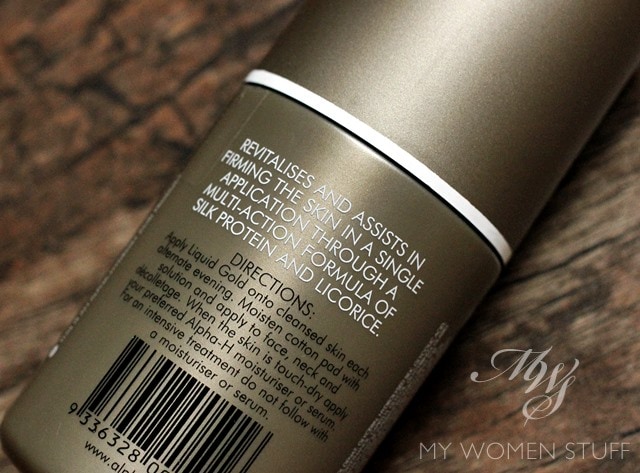 REVITALISES AND ASSISTS IN
FIRMING THE SKIN IN A SINGLE
APPLICATION THROUGH A
MULTI-ACTION FORMULA OF
SILK PROTEIN AND LICORICE.
DIRECTIONS:
Apply Liquid Gold onto cleansed skin each
alternate evening. Moisten cotton pad with
solution and apply to face, neck and
décolletage. When the skin is touch-dry apply
your preferred Alpha-H moisturiser or serum.
For an intensive treatment do not follow with
a moisturiser or serum.
9 336328
MWS
MY WOMEN STUFF